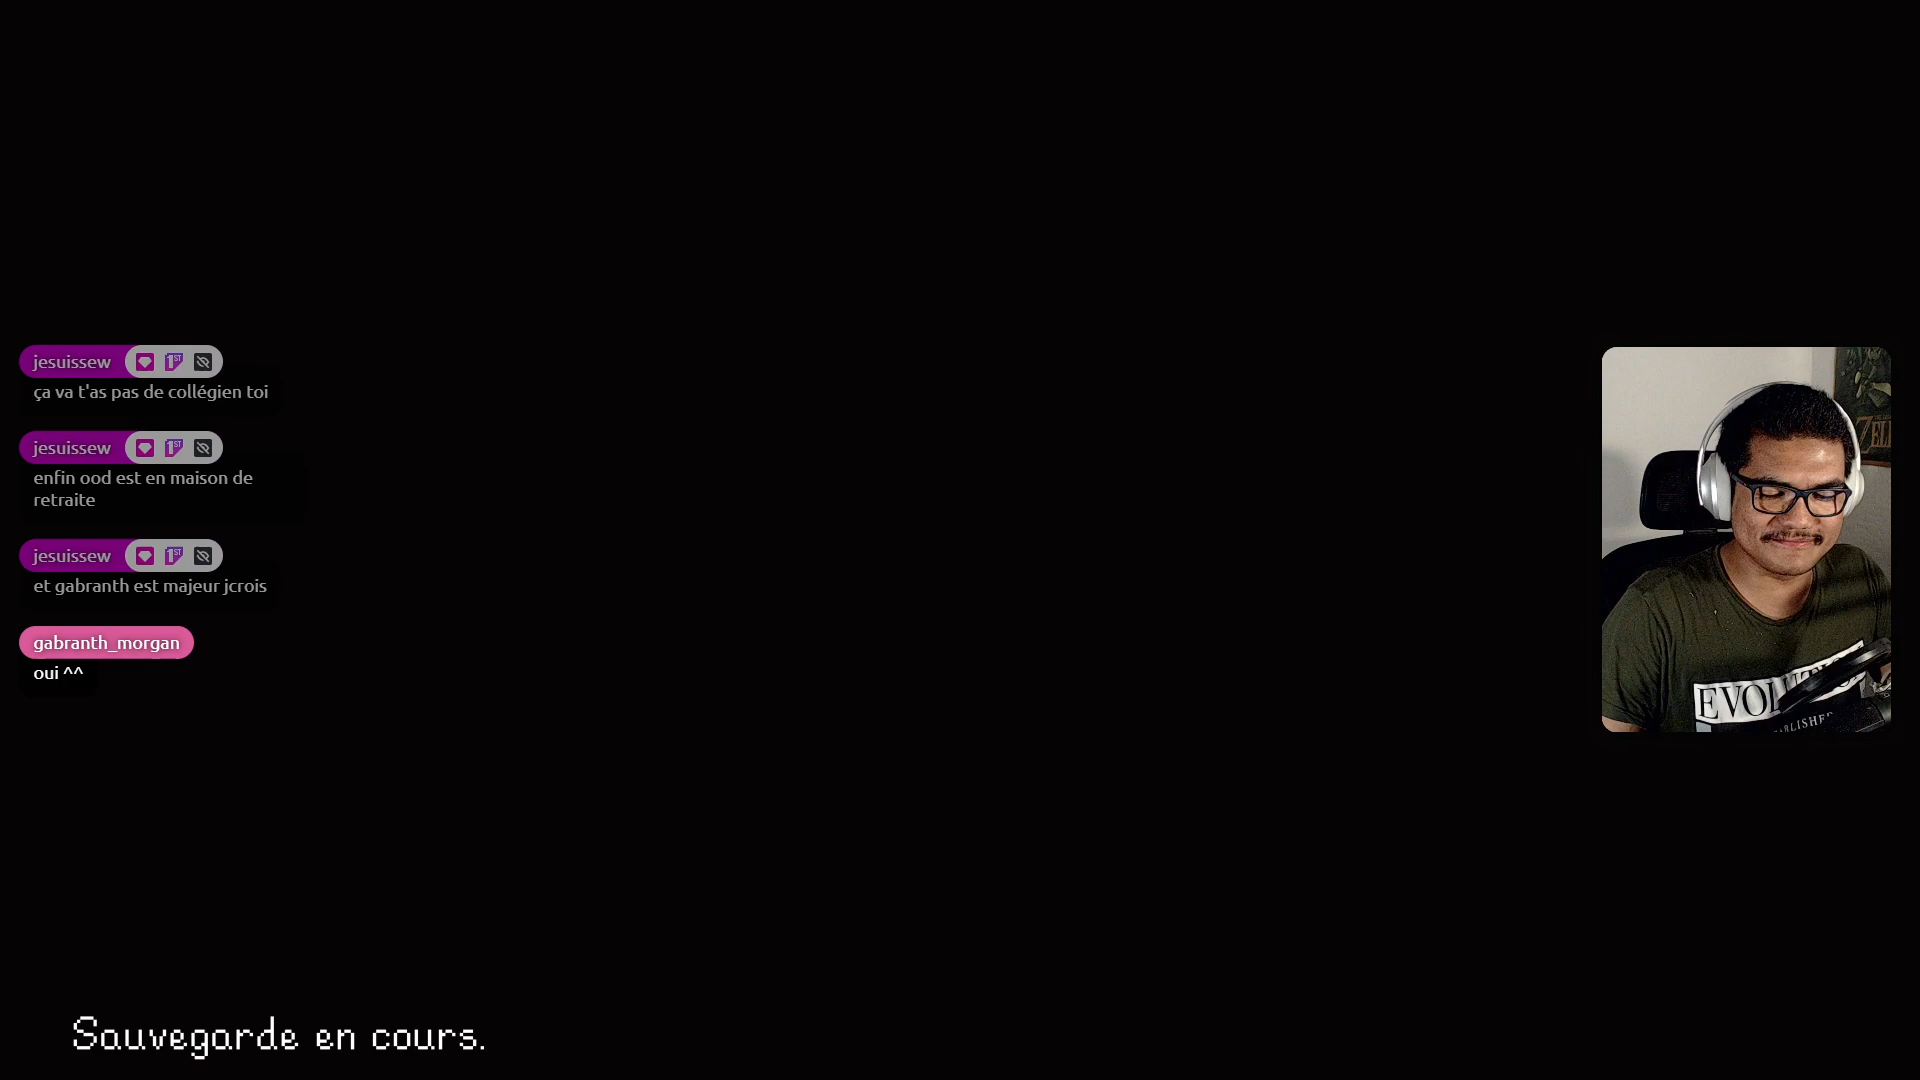 jesuissew
ça va t'as pas de collégien toi
jesuissew
enfin ood est en maison de
retraite
jesuissew
et gabranth est majeur jcrois
gabranth_morgan
oui ^^
Sauvegarde en cours.